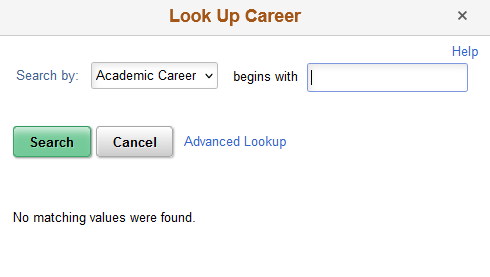 Look Up Career ×
Help
Search by: Academic Career begins with
Search Cancel Advanced Lookup
No matching values were found.